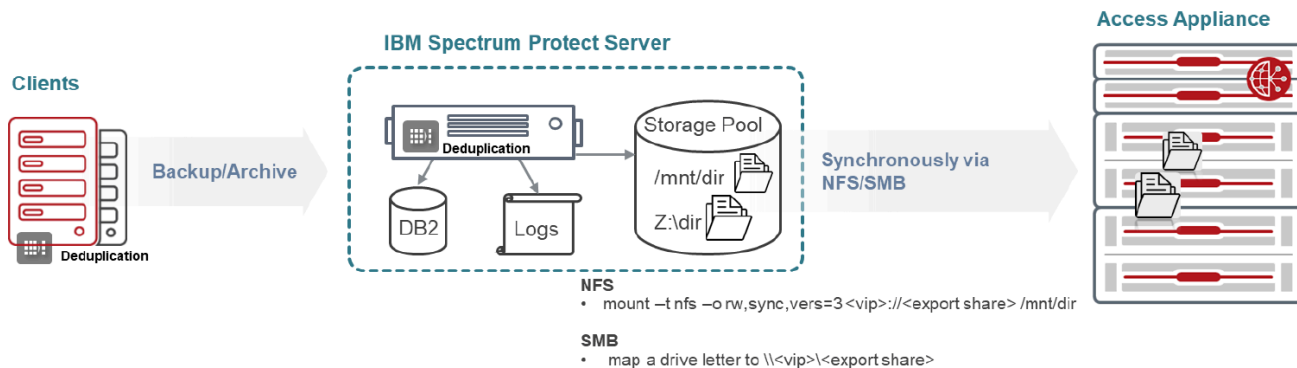 Access Appliance
IBM Spectrum Protect Server
Clients
Storage Pool
Deduplication
Backup/Archive
Synchronously via
NFS/SMB
/mnt/dir
DB2
Logs
Z:\dir
Deduplication
NFS
• mount –t nfs –o rw,sync,vers=3 <vip>://<export share> /mnt/dir
SMB
• map a drive letter to \\<vip>\<export share>